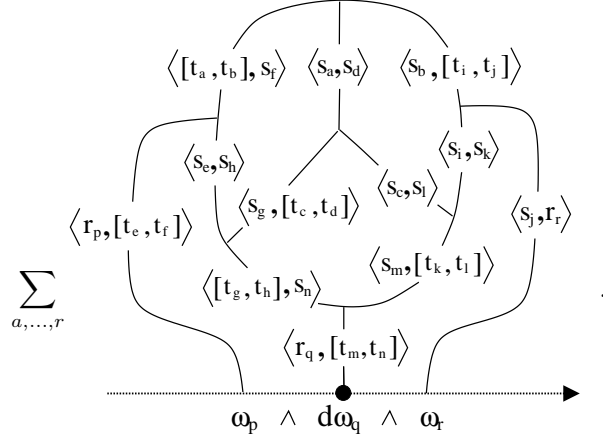 ⟨[t_a, t_b], s_f⟩ ⟨s_a, s_d⟩ ⟨s_b, [t_i, t_j]⟩
⟨s_e, s_h⟩ ⟨s_i, s_k⟩
⟨s_g, [t_c, t_d]⟩ ⟨s_c, s_l⟩
⟨r_p, [t_e, t_f]⟩ ⟨s_j, r_r⟩
⟨[t_g, t_h], s_n⟩ ⟨s_m, [t_k, t_l]⟩
∑
a,...,r
.
⟨r_q, [t_m, t_n]⟩
ω_p ∧ dω_q ∧ ω_r